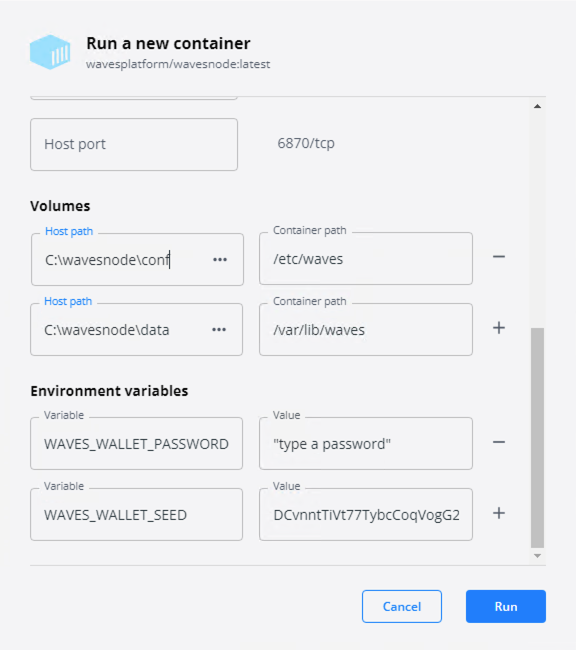 Run a new container
wavesplatform/wavesnode:latest
Host port 6870/tcp
Volumes
Host path Container path
C:\wavesnode\conf ••• /etc/waves −
Host path Container path
C:\wavesnode\data ••• /var/lib/waves +
Environment variables
Variable Value
WAVES_WALLET_PASSWORD "type a password" −
Variable Value
WAVES_WALLET_SEED DCvnntTiVt77TybcCoqVogG2 +
Cancel Run